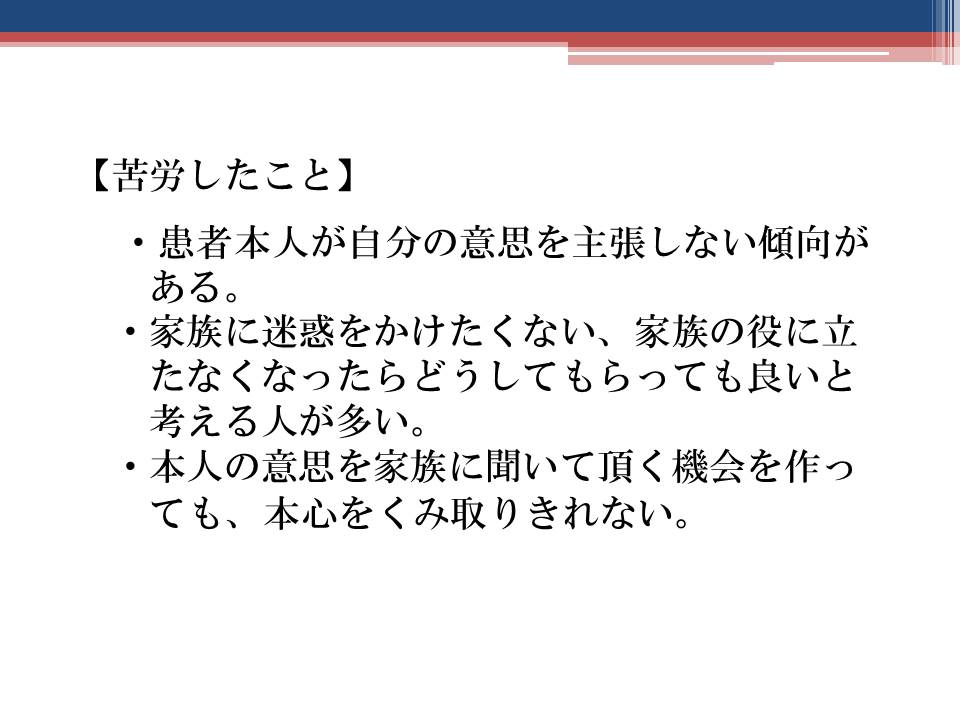 【苦労したこと】
・患者本人が自分の意思を主張しない傾向が
ある。
・家族に迷惑をかけたくない、家族の役に立
たなくなったらどうしてもらっても良いと
考える人が多い。
・本人の意思を家族に聞いて頂く機会を作っ
ても、本心をくみ取りきれない。